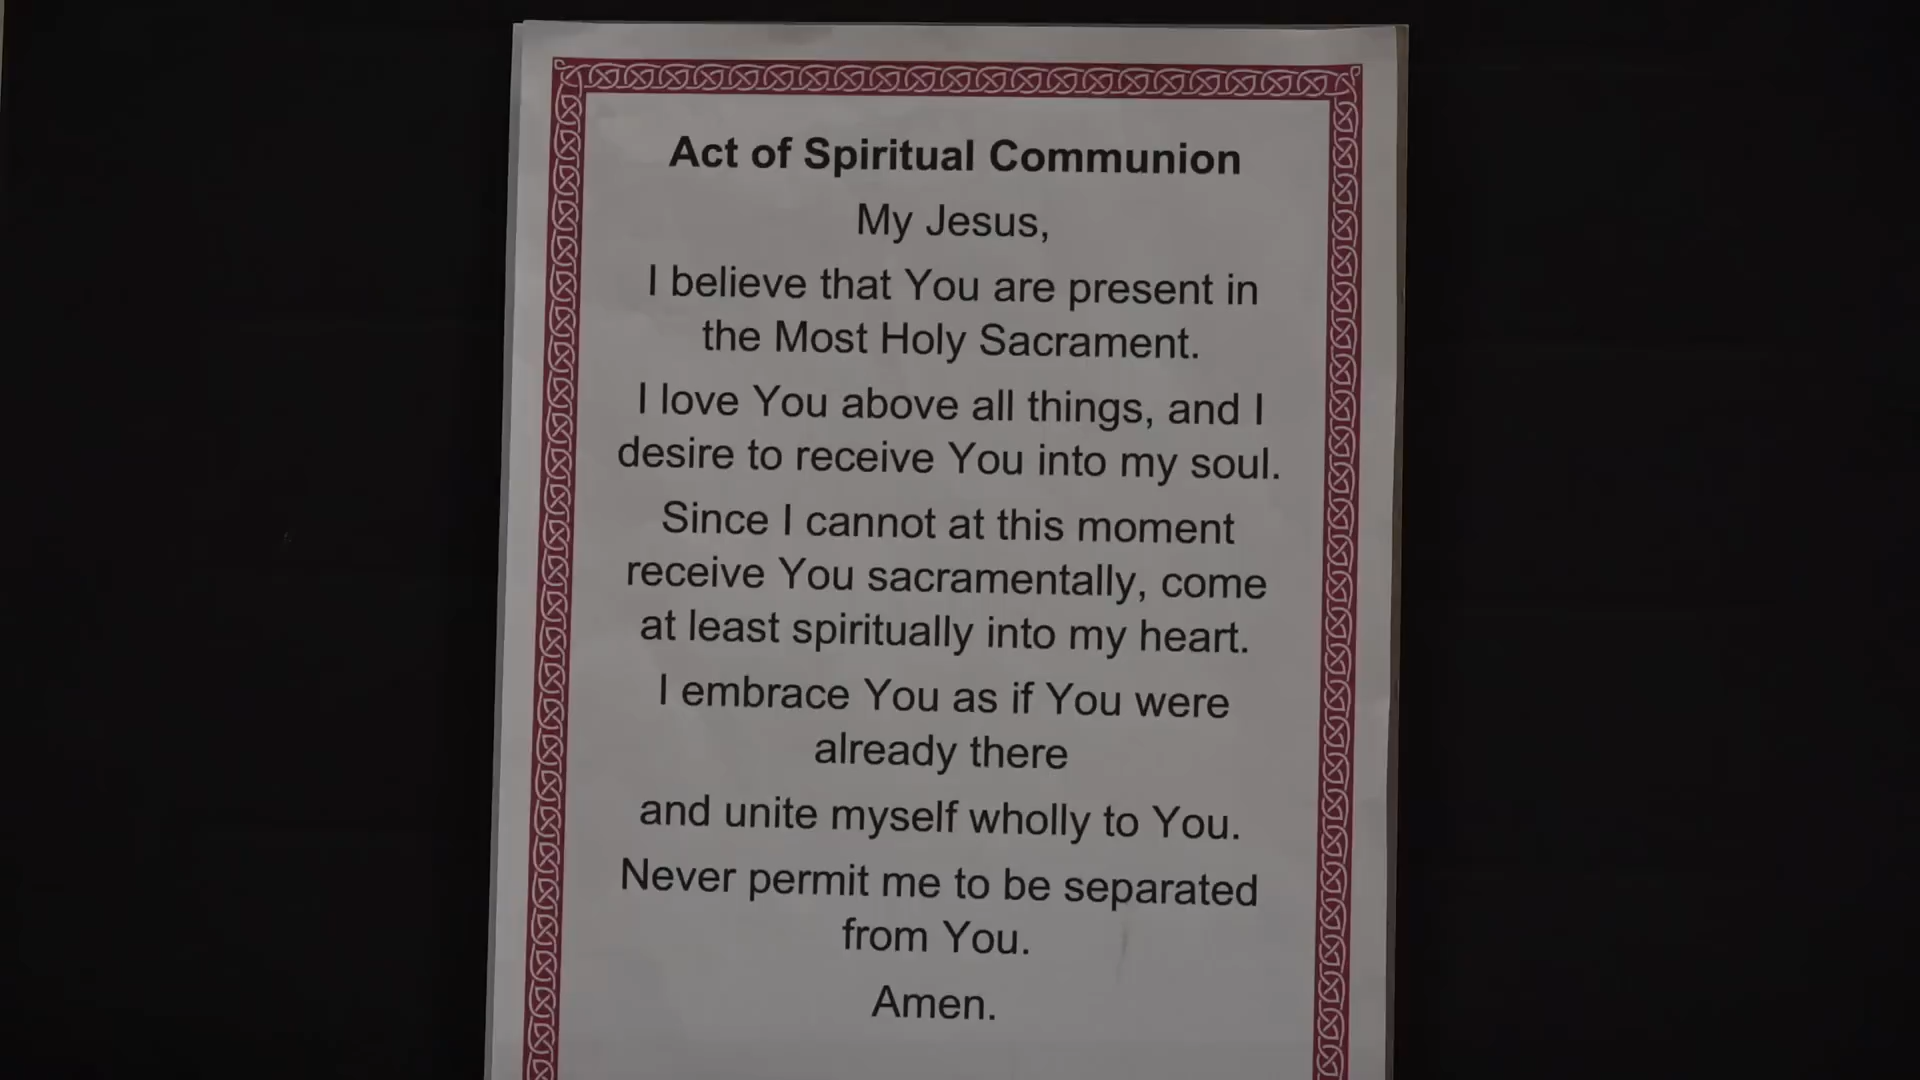 Act of Spiritual Communion
My Jesus,
I believe that You are present in
the Most Holy Sacrament.
I love You above all things, and I
desire to receive You into my soul.
Since I cannot at this moment
receive You sacramentally, come
at least spiritually into my heart.
I embrace You as if You were
already there
and unite myself wholly to You.
Never permit me to be separated
from You.
Amen.